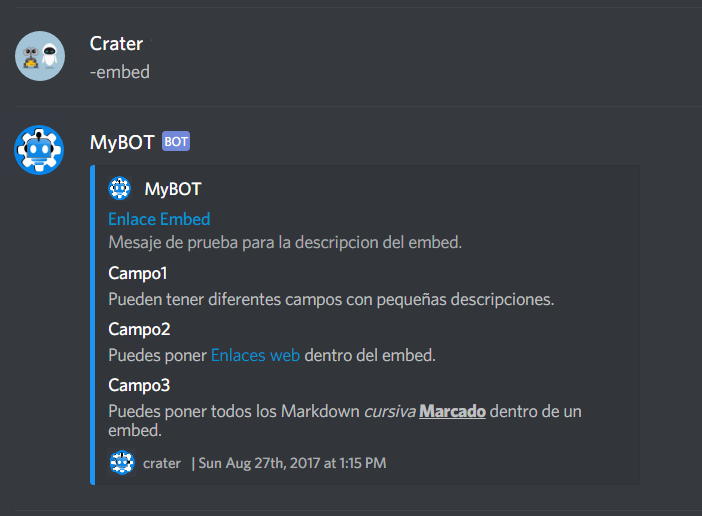 Crater
-embed
MyBOT BOT
MyBOT
Enlace Embed
Mesaje de prueba para la descripcion del embed.
Campo1
Pueden tener diferentes campos con pequeñas descripciones.
Campo2
Puedes poner Enlaces web dentro del embed.
Campo3
Puedes poner todos los Markdown cursiva Marcado dentro de un
embed.
crater | Sun Aug 27th, 2017 at 1:15 PM